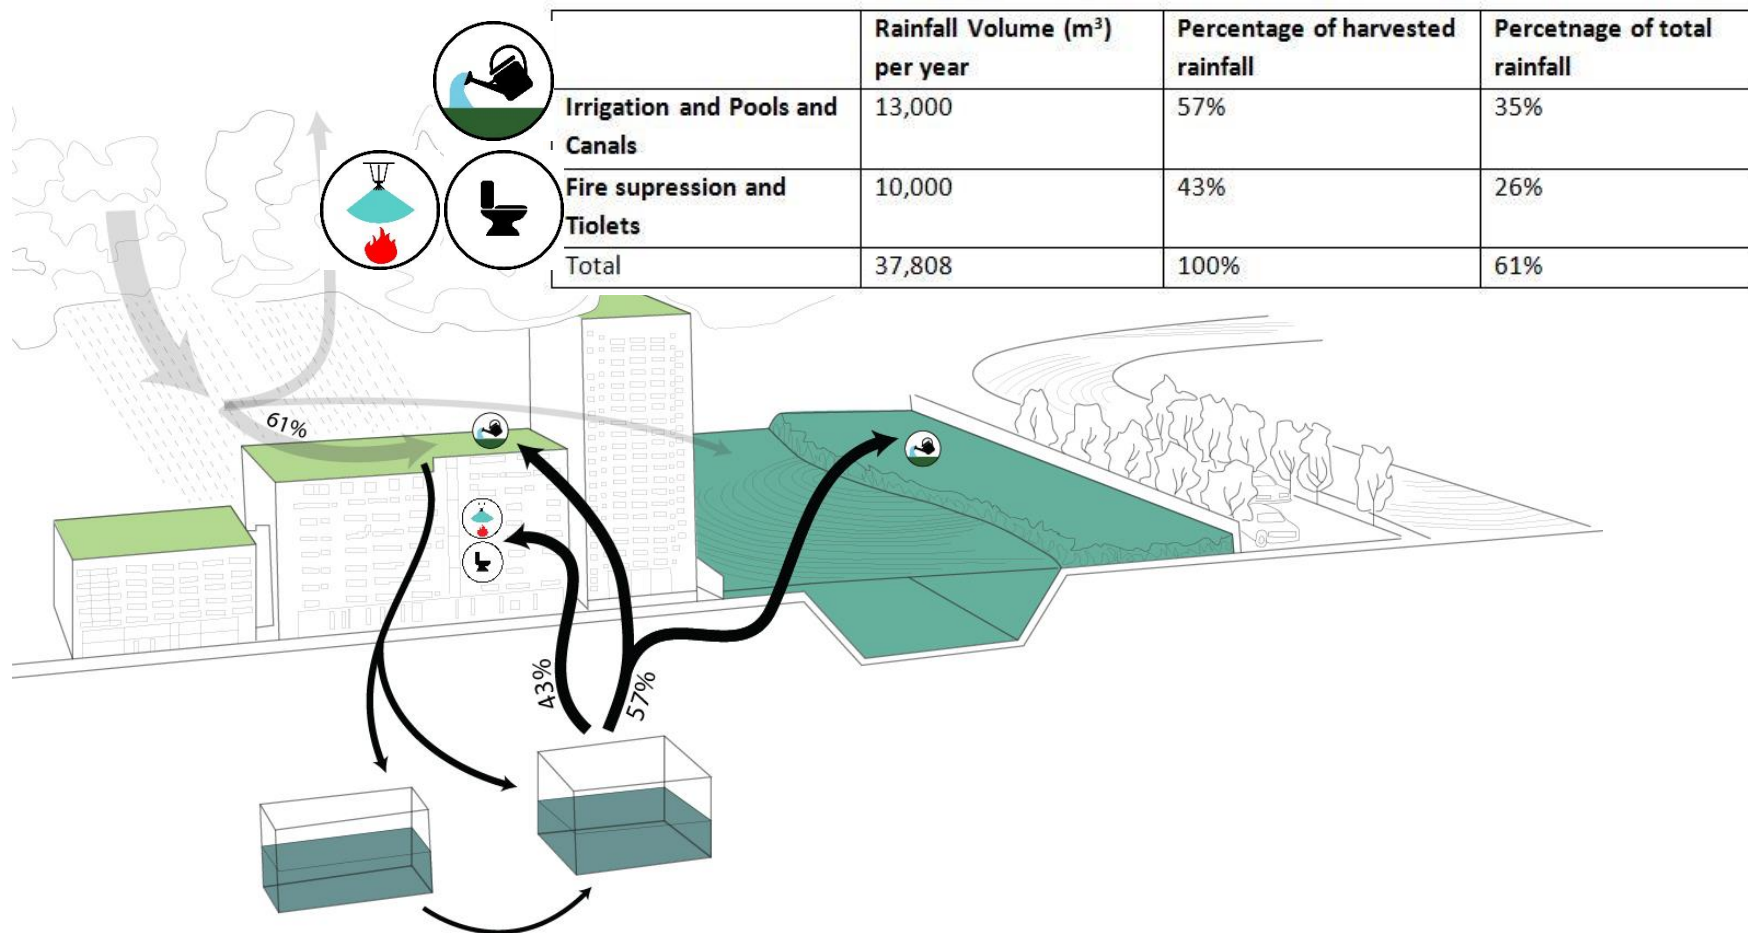 Rainfall Volume (m³) per year
Percentage of harvested rainfall
Percetnage of total rainfall
Irrigation and Pools and Canals
13,000
57%
35%
Fire supression and Tiolets
10,000
43%
26%
Total
37,808
100%
61%
61%
43%
57%